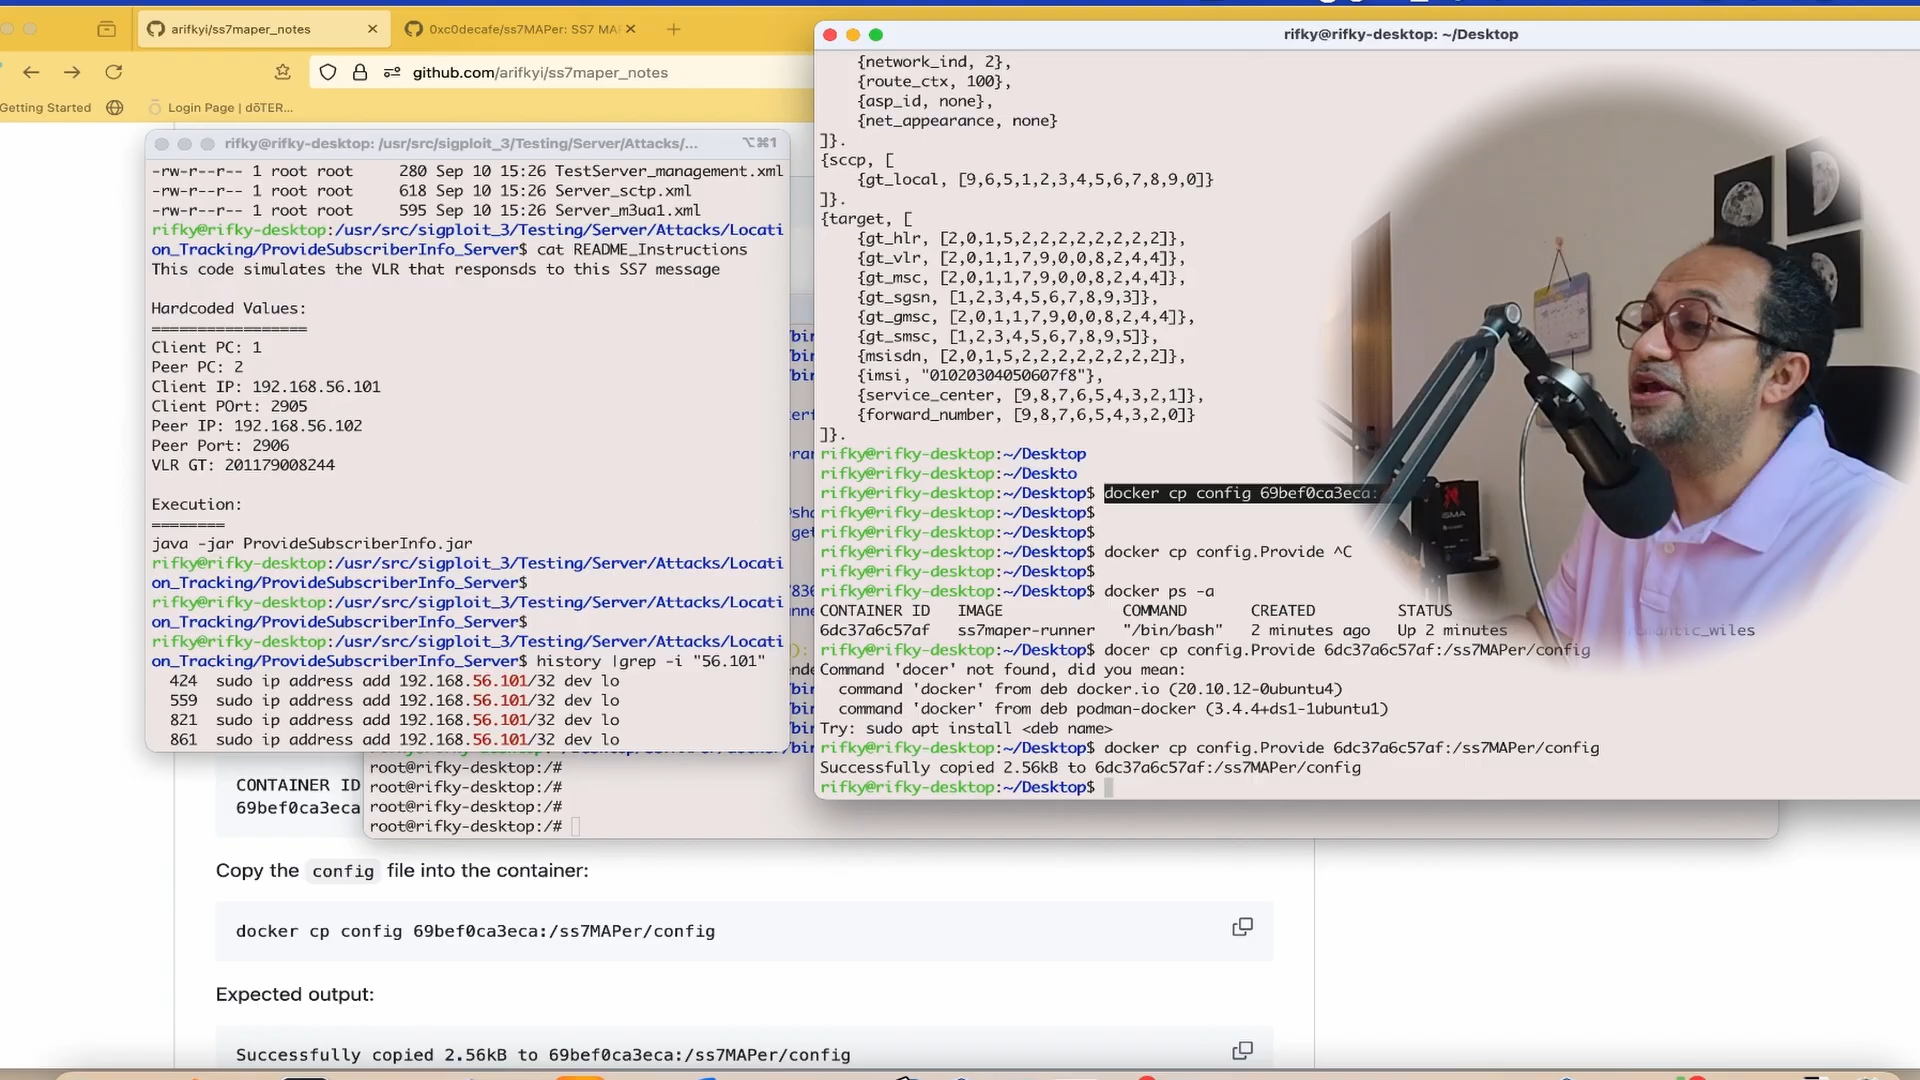 arifkyi/ss7maper_notes
0xc0decafe/ss7MAPer: SS7 MA
github.com/arifkyi/ss7maper_notes
Getting Started
Login Page | dōTER...
rifky@rifky-desktop: /usr/src/sigploit_3/Testing/Server/Attacks/... ⌥⌘1
-rw-r--r-- 1 root root 280 Sep 10 15:26 TestServer_management.xml
-rw-r--r-- 1 root root 618 Sep 10 15:26 Server_sctp.xml
-rw-r--r-- 1 root root 595 Sep 10 15:26 Server_m3ua1.xml
rifky@rifky-desktop:/usr/src/sigploit_3/Testing/Server/Attacks/Locati
on_Tracking/ProvideSubscriberInfo_Server$ cat README_Instructions
This code simulates the VLR that responsds to this SS7 message
Hardcoded Values:
=================
Client PC: 1
Peer PC: 2
Client IP: 192.168.56.101
Client POrt: 2905
Peer IP: 192.168.56.102
Peer Port: 2906
VLR GT: 201179008244
Execution:
========
java -jar ProvideSubscriberInfo.jar
rifky@rifky-desktop:/usr/src/sigploit_3/Testing/Server/Attacks/Locati
on_Tracking/ProvideSubscriberInfo_Server$
rifky@rifky-desktop:/usr/src/sigploit_3/Testing/Server/Attacks/Locati
on_Tracking/ProvideSubscriberInfo_Server$
rifky@rifky-desktop:/usr/src/sigploit_3/Testing/Server/Attacks/Locati
on_Tracking/ProvideSubscriberInfo_Server$ history |grep -i "56.101"
424 sudo ip address add 192.168.56.101/32 dev lo
559 sudo ip address add 192.168.56.101/32 dev lo
821 sudo ip address add 192.168.56.101/32 dev lo
861 sudo ip address add 192.168.56.101/32 dev lo
rifky@rifky-desktop: ~/Desktop
{network_ind, 2},
{route_ctx, 100},
{asp_id, none},
{net_appearance, none}
]}.
{sccp, [
{gt_local, [9,6,5,1,2,3,4,5,6,7,8,9,0]}
]}.
{target, [
{gt_hlr, [2,0,1,5,2,2,2,2,2,2,2,2]},
{gt_vlr, [2,0,1,1,7,9,0,0,8,2,4,4]},
{gt_msc, [2,0,1,1,7,9,0,0,8,2,4,4]},
{gt_sgsn, [1,2,3,4,5,6,7,8,9,3]},
{gt_gmsc, [2,0,1,1,7,9,0,0,8,2,4,4]},
{gt_smsc, [1,2,3,4,5,6,7,8,9,5]},
{msisdn, [2,0,1,5,2,2,2,2,2,2,2,2]},
{imsi, "01020304050607f8"},
{service_center, [9,8,7,6,5,4,3,2,1]},
{forward_number, [9,8,7,6,5,4,3,2,0]}
]}.
rifky@rifky-desktop:~/Desktop
rifky@rifky-desktop:~/Deskto
rifky@rifky-desktop:~/Desktop$ docker cp config 69bef0ca3eca:
rifky@rifky-desktop:~/Desktop$
rifky@rifky-desktop:~/Desktop$
rifky@rifky-desktop:~/Desktop$ docker cp config.Provide ^C
rifky@rifky-desktop:~/Desktop$
rifky@rifky-desktop:~/Desktop$ docker ps -a
CONTAINER ID IMAGE COMMAND CREATED STATUS
6dc37a6c57af ss7maper-runner "/bin/bash" 2 minutes ago Up 2 minutes
rifky@rifky-desktop:~/Desktop$ docer cp config.Provide 6dc37a6c57af:/ss7MAPer/config
Command 'docer' not found, did you mean:
command 'docker' from deb docker.io (20.10.12-0ubuntu4)
command 'docker' from deb podman-docker (3.4.4+ds1-1ubuntu1)
Try: sudo apt install <deb name>
rifky@rifky-desktop:~/Desktop$ docker cp config.Provide 6dc37a6c57af:/ss7MAPer/config
Successfully copied 2.56kB to 6dc37a6c57af:/ss7MAPer/config
rifky@rifky-desktop:~/Desktop$
root@rifky-desktop:/#
root@rifky-desktop:/#
root@rifky-desktop:/#
root@rifky-desktop:/#
CONTAINER ID
69bef0ca3eca
Copy the config file into the container:
docker cp config 69bef0ca3eca:/ss7MAPer/config
Expected output:
Successfully copied 2.56kB to 69bef0ca3eca:/ss7MAPer/config